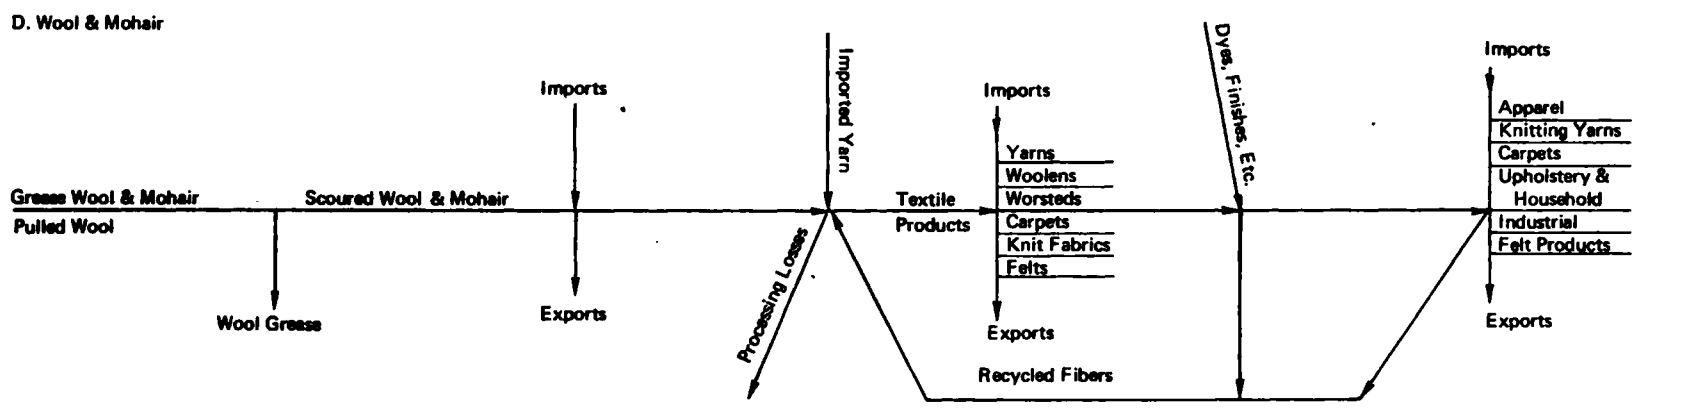 D. Wool & Mohair
Imports
Imported Yarn
Imports
Dyes, Finishes, Etc.
Imports
Grease Wool & Mohair
Pulled Wool
Scoured Wool & Mohair
Wool Grease
Exports
Processing Losses
Textile
Products
Yarns
Woolens
Worsteds
Carpets
Knit Fabrics
Felts
Exports
Recycled Fibers
Apparel
Knitting Yarns
Carpets
Upholstery &
Household
Industrial
Felt Products
Exports